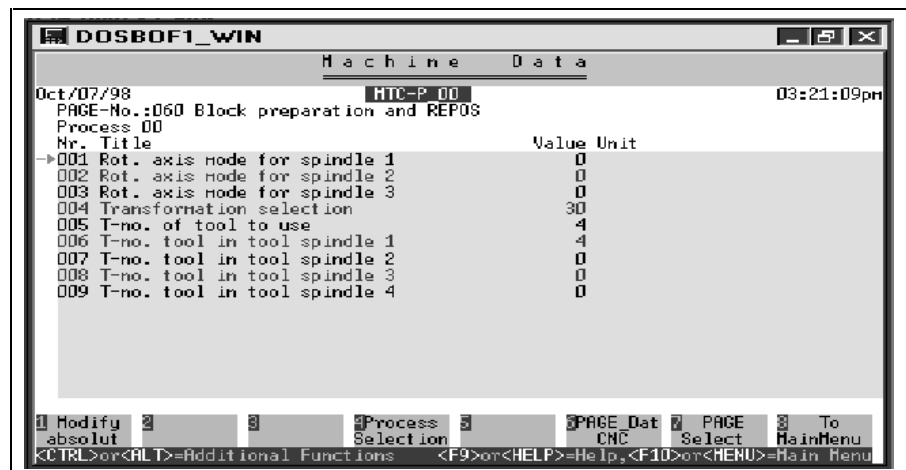 DOSBOF1_WIN
Machine Data
Oct/07/98 MTC-P 00 03:21:09pm
PAGE-No.:060 Block preparation and REPOS
Process 00
Nr. Title Value Unit
001 Rot. axis mode for spindle 1 0
002 Rot. axis mode for spindle 2 0
003 Rot. axis mode for spindle 3 0
004 Transformation selection 30
005 T-no. of tool to use 4
006 T-no. tool in tool spindle 1 4
007 T-no. tool in tool spindle 2 0
008 T-no. tool in tool spindle 3 0
009 T-no. tool in tool spindle 4 0
1 Modify 2 3 4Process 5 6PAGE_Dat 7 PAGE 8 To
absolut Selection CNC Select MainMenu
<CTRL>or<ALT>=Additional Functions <F9>or<HELP>=Help,<F10>or<MENU>=Main Menu